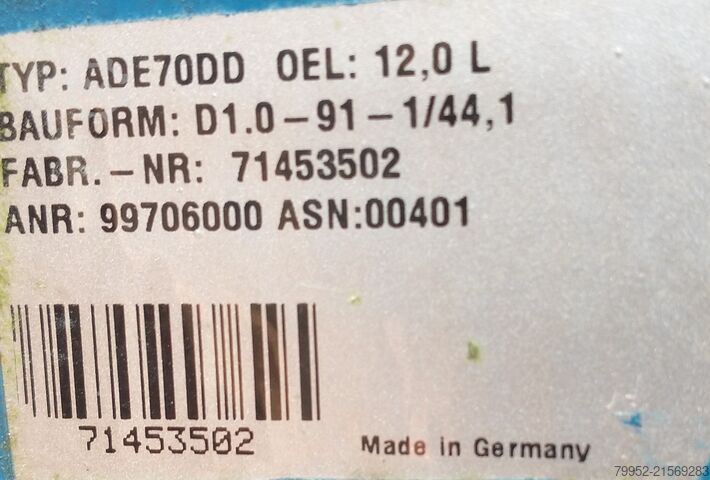 TYP: ADE70DD OEL: 12,0 L
BAUFORM: D1.0-91-1/44,1
FABR.-NR: 71453502
ANR: 99706000 ASN:00401
71453502
Made in Germany
79952-21569283